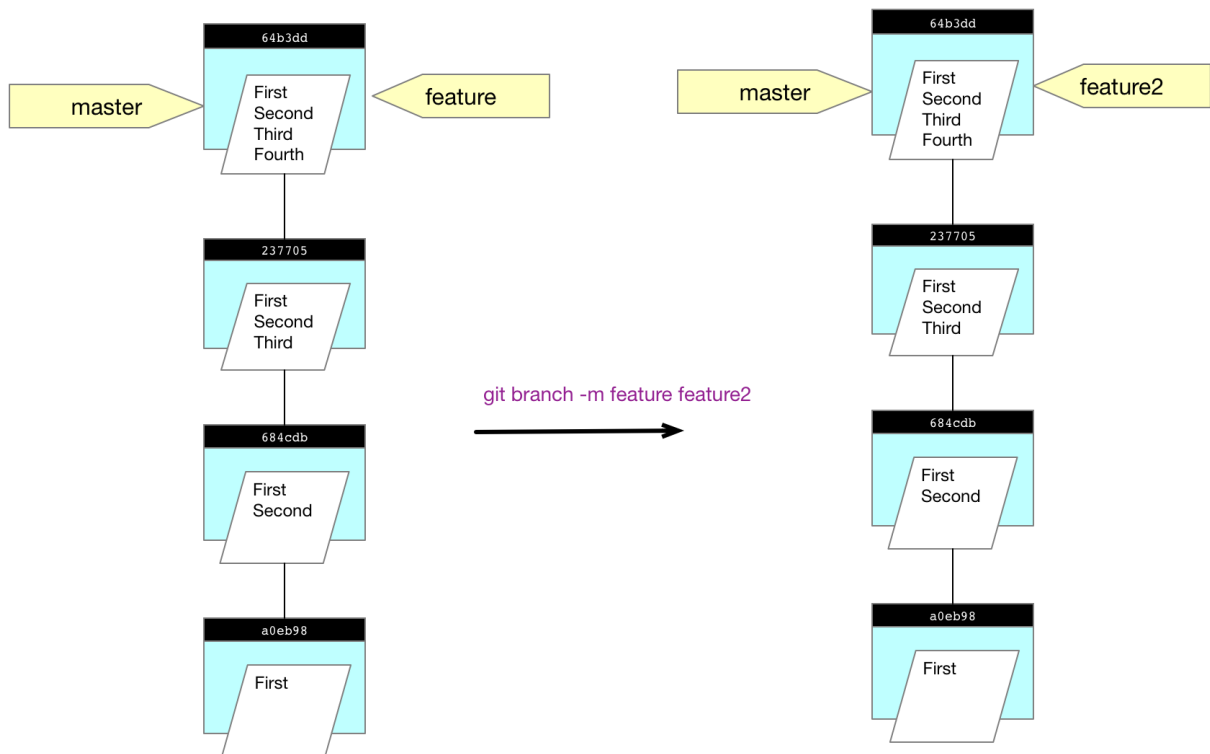 64b3dd
master
First
Second
Third
Fourth
feature
237705
First
Second
Third
684cdb
First
Second
a0eb98
First
git branch -m feature feature2
64b3dd
master
First
Second
Third
Fourth
feature2
237705
First
Second
Third
684cdb
First
Second
a0eb98
First